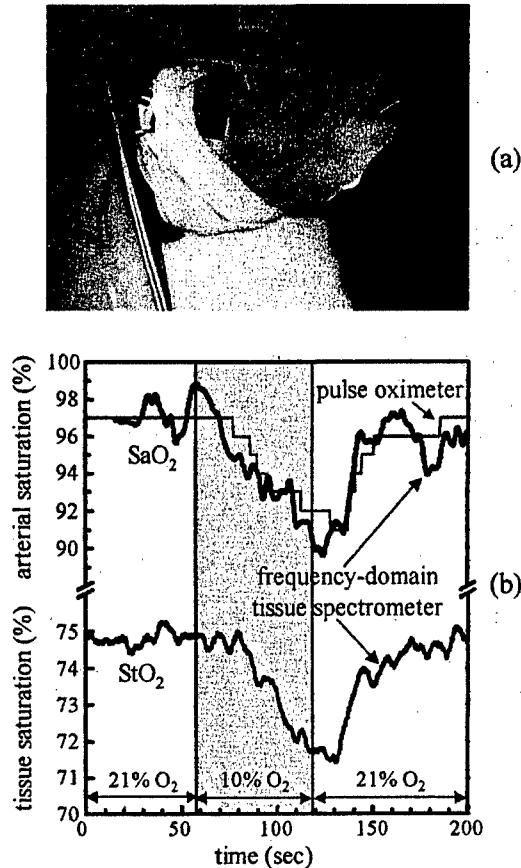 (a)
100
98
96
94
92
90
arterial saturation (%)
SaO₂
pulse oximeter
frequency-domain
tissue spectrometer
(b)
75
74
73
72
71
70
tissue saturation (%)
StO₂
21% O₂
10% O₂
21% O₂
0
50
100
150
200
time (sec)